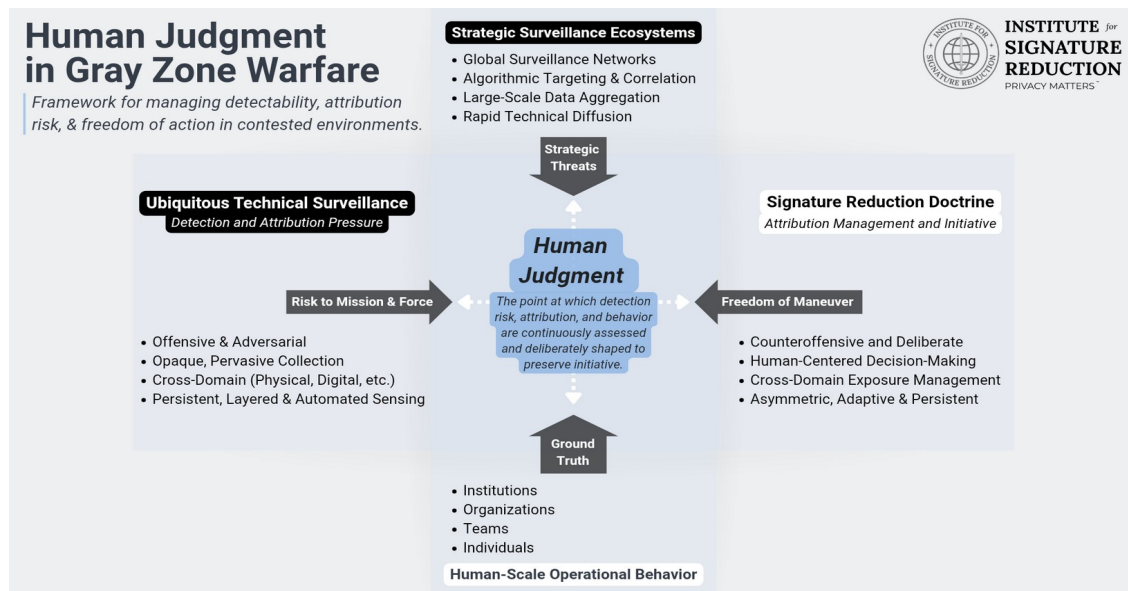 Human Judgment
in Gray Zone Warfare
Framework for managing detectability, attribution
risk, & freedom of action in contested environments.
INSTITUTE FOR
SIGNATURE REDUCTION
INSTITUTE for
SIGNATURE
REDUCTION
PRIVACY MATTERS™
Strategic Surveillance Ecosystems
• Global Surveillance Networks
• Algorithmic Targeting & Correlation
• Large-Scale Data Aggregation
• Rapid Technical Diffusion
Strategic
Threats
Ubiquitous Technical Surveillance
Detection and Attribution Pressure
Risk to Mission & Force
• Offensive & Adversarial
• Opaque, Pervasive Collection
• Cross-Domain (Physical, Digital, etc.)
• Persistent, Layered & Automated Sensing
Human
Judgment
The point at which detection
risk, attribution, and behavior
are continuously assessed
and deliberately shaped to
preserve initiative.
Signature Reduction Doctrine
Attribution Management and Initiative
Freedom of Maneuver
• Counteroffensive and Deliberate
• Human-Centered Decision-Making
• Cross-Domain Exposure Management
• Asymmetric, Adaptive & Persistent
Ground
Truth
• Institutions
• Organizations
• Teams
• Individuals
Human-Scale Operational Behavior